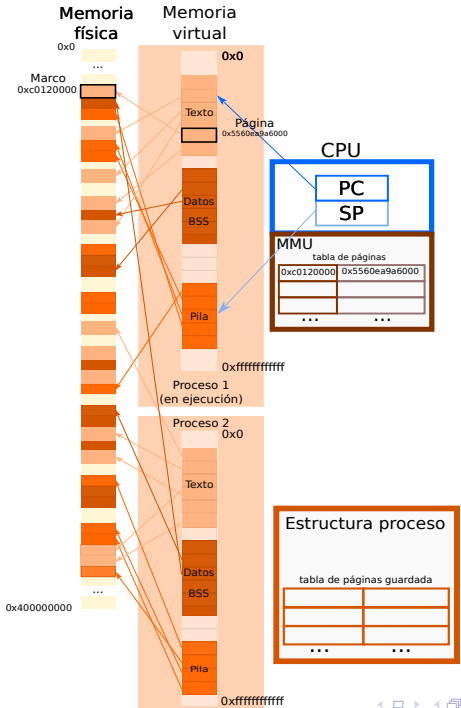 Memoria física
Memoria virtual
0x0
...
Marco
0xc0120000
0x400000000
...
0x0
Texto
Página
0x5560ea9a6000
Datos
BSS
Pila
0xffffffffffff
Proceso 1
(en ejecución)
Proceso 2
0x0
Texto
Datos
BSS
Pila
0xffffffffffff
CPU
PC
SP
MMU
tabla de páginas
0xc0120000 0x5560ea9a6000
... ...
Estructura proceso
tabla de páginas guardada
... ...